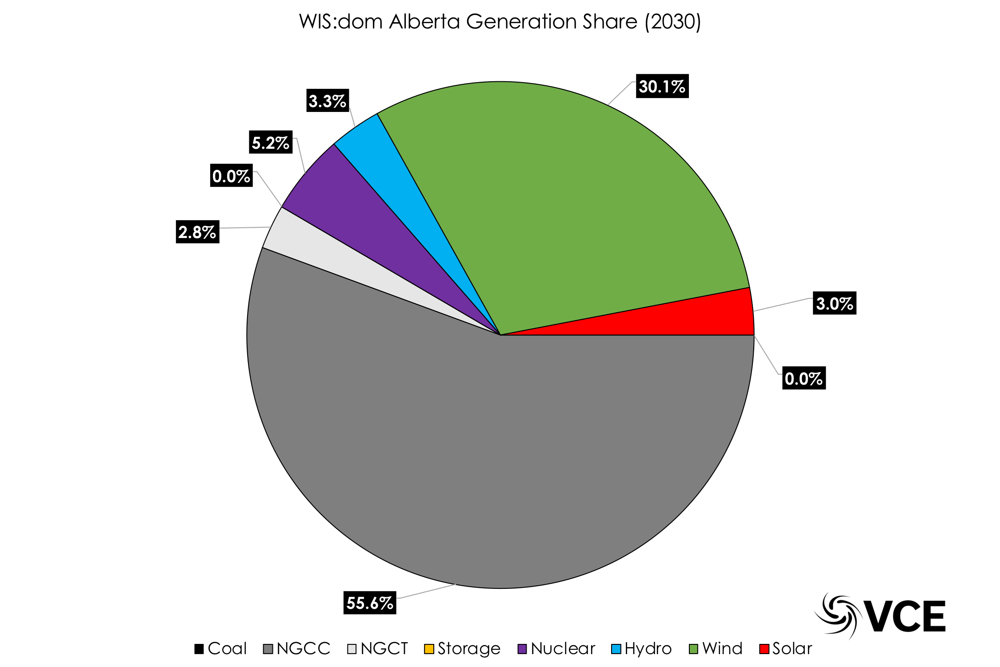 WIS:dom Alberta Generation Share (2030)
30.1%
3.3%
5.2%
0.0%
2.8%
3.0%
0.0%
55.6%
VCE
Coal NGCC NGCT Storage Nuclear Hydro Wind Solar